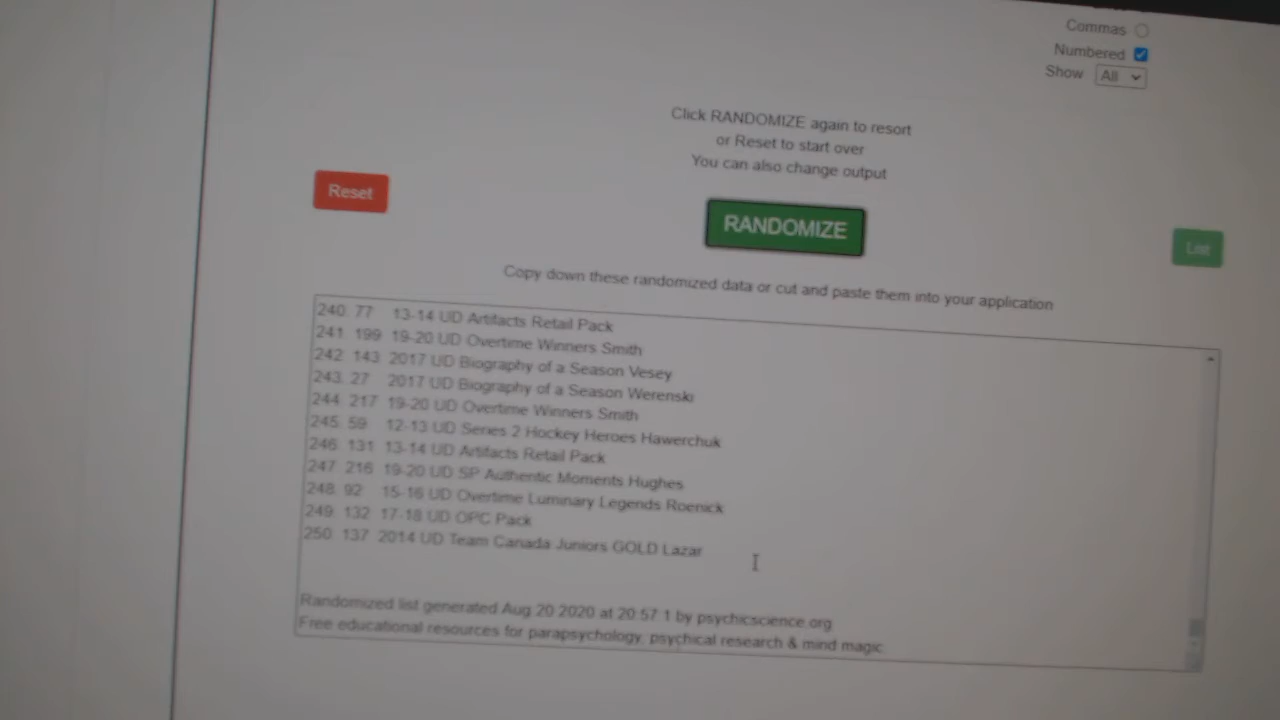 Commas
Numbered
Show All
Click RANDOMIZE again to resort
or Reset to start over
You can also change output
Reset
RANDOMIZE
List
Copy down these randomized data or cut and paste them into your application
240. 77 13-14 UD Artifacts Retail Pack
241. 199 19-20 UD Overtime Winners Smith
242. 143 2017 UD Biography of a Season Vesey
243. 27 2017 UD Biography of a Season Werenski
244. 217 19-20 UD Overtime Winners Smith
245. 59 12-13 UD Series 2 Hockey Heroes Hawerchuk
246. 131 13-14 UD Artifacts Retail Pack
247. 216 19-20 UD SP Authentic Moments Hughes
248. 92 15-16 UD Overtime Luminary Legends Roenick
249. 132 17-18 UD OPC Pack
250. 137 2014 UD Team Canada Juniors GOLD Lazar
Randomized list generated Aug 20 2020 at 20:57:1 by psychicscience.org
Free educational resources for parapsychology, psychical research & mind magic.